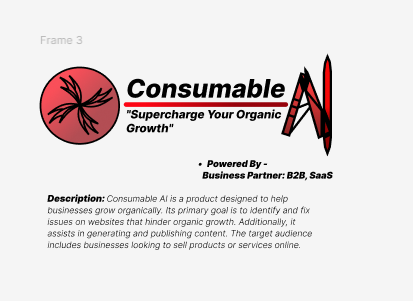 Frame 3
Consumable AI
"Supercharge Your Organic
Growth"
• Powered By -
Business Partner: B2B, SaaS
Description: Consumable AI is a product designed to help
businesses grow organically. Its primary goal is to identify and fix
issues on websites that hinder organic growth. Additionally, it
assists in generating and publishing content. The target audience
includes businesses looking to sell products or services online.